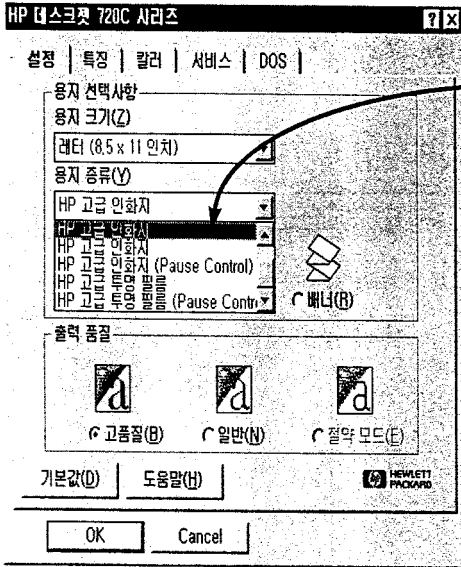 HP 데스크젯 720C 시리즈
설정 특징 칼러 서비스 DOS
용지 선택사항
용지 크기(Z)
레터 (8.5 x 11 인치)
용지 종류(Y)
HP 고급 인화지
HP 고급 인화지
HP 고급 인화지
HP 고급 인화지 (Pause Control)
HP 고급 투명 필름
HP 고급 투명 필름 (Pause Contr
배너(R)
출력 품질
고품질(B) 일반(N) 절약 모드(E)
기본값(D) 도움말(H)
HEWLETT
PACKARD
OK Cancel